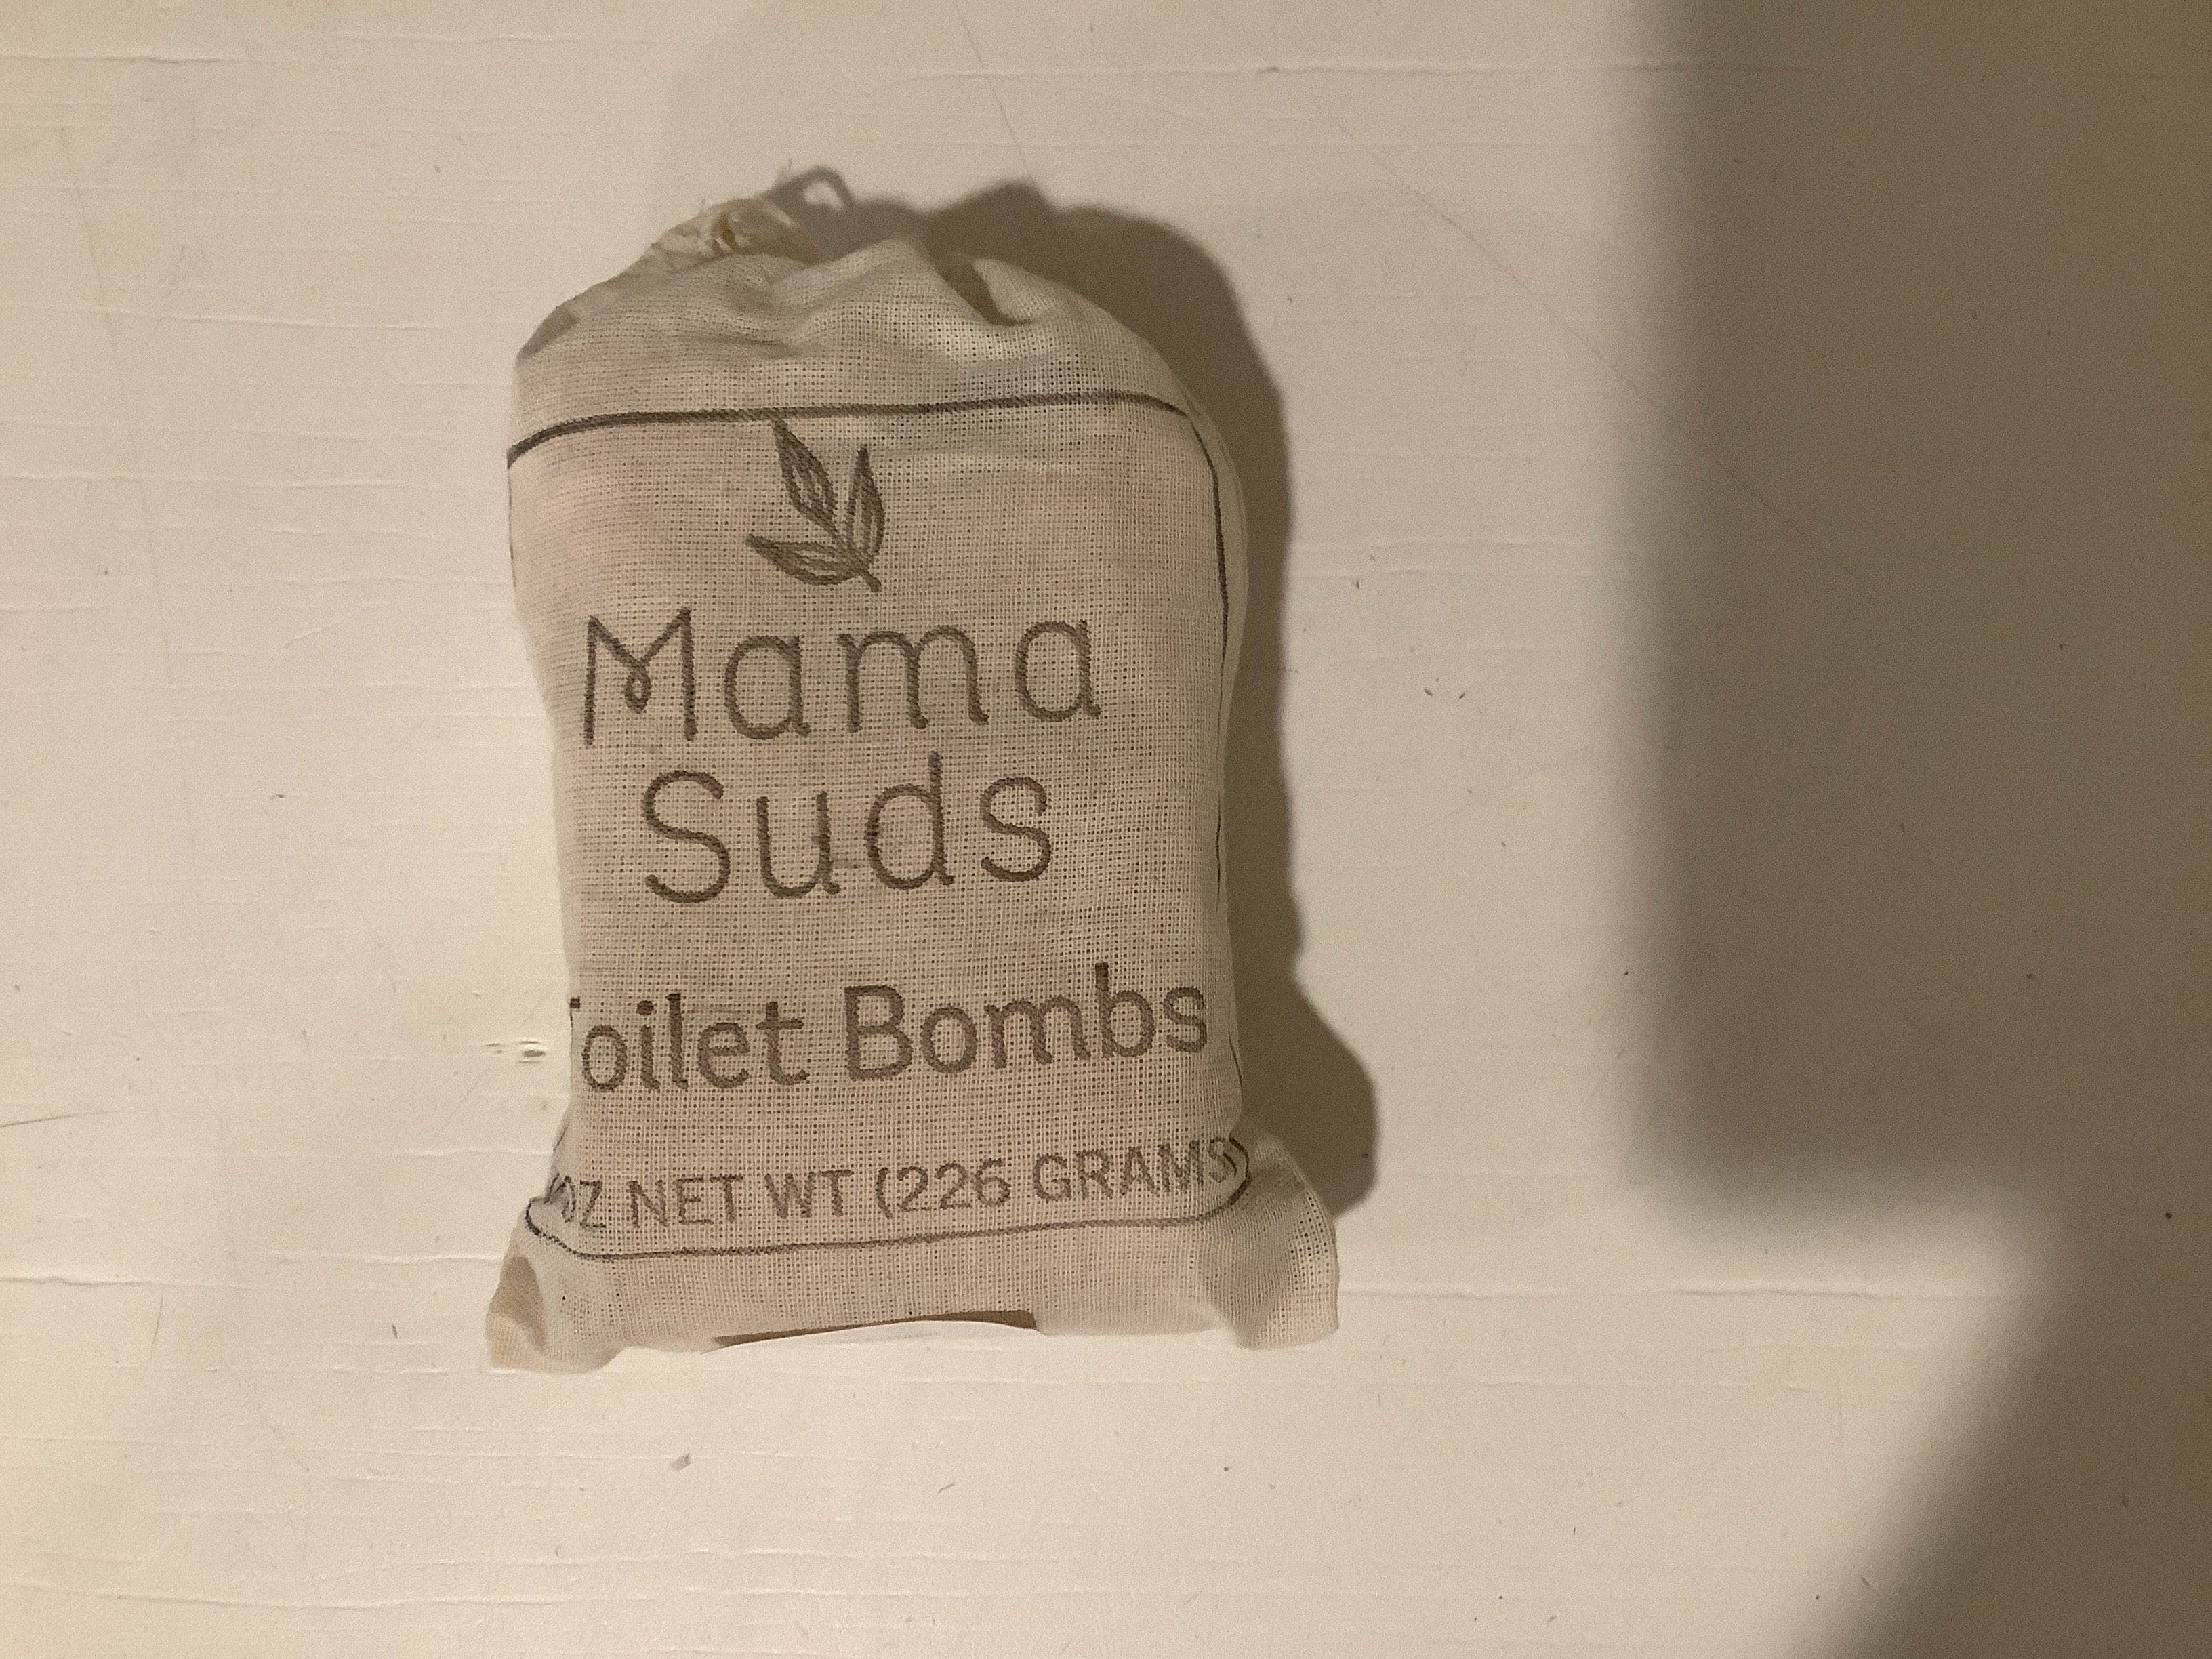 Mama
Suds
Toilet Bombs
OZ NET WT (226 GRAMS)